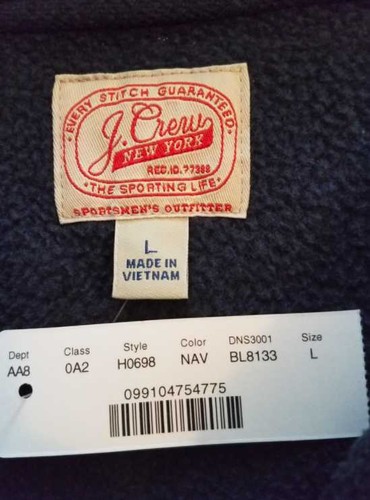 EVERY STITCH GUARANTEED
J. Crew
NEW YORK
REG.ID.77388
• THE SPORTING LIFE •
SPORTSMEN'S OUTFITTER
L
MADE IN
VIETNAM
Dept Class Style Color DNS3001 Size
AA8 0A2 H0698 NAV BL8133 L
099104754775